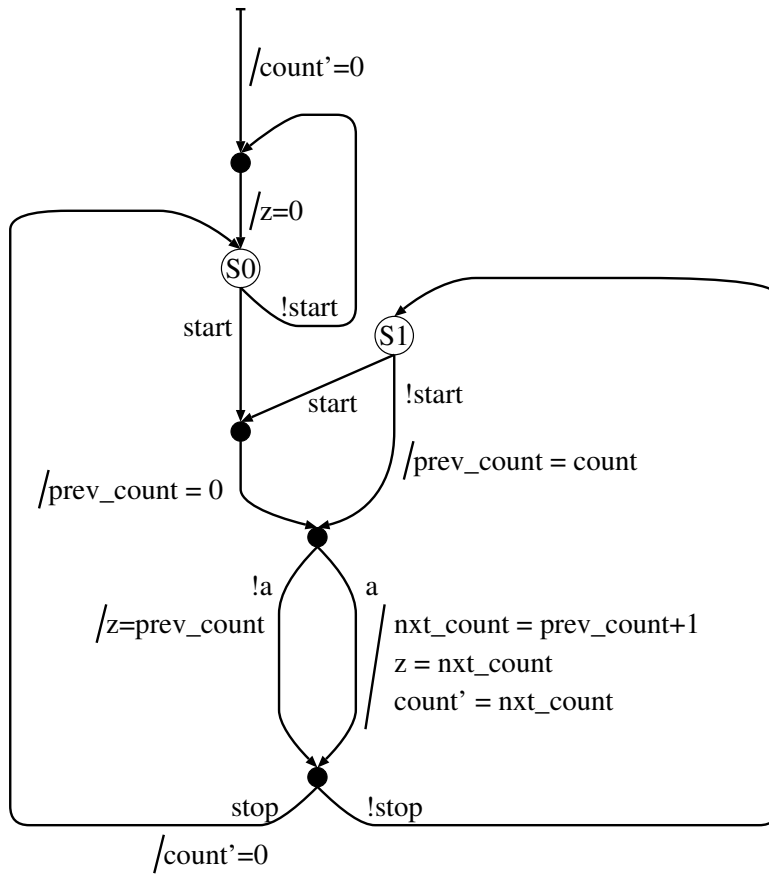 /count’=0
/z=0
S0
!start
start
S1
start
!start
/prev_count = count
/prev_count = 0
!a
a
/z=prev_count
/ nxt_count = prev_count+1
z = nxt_count
count’ = nxt_count
stop
!stop
/count’=0